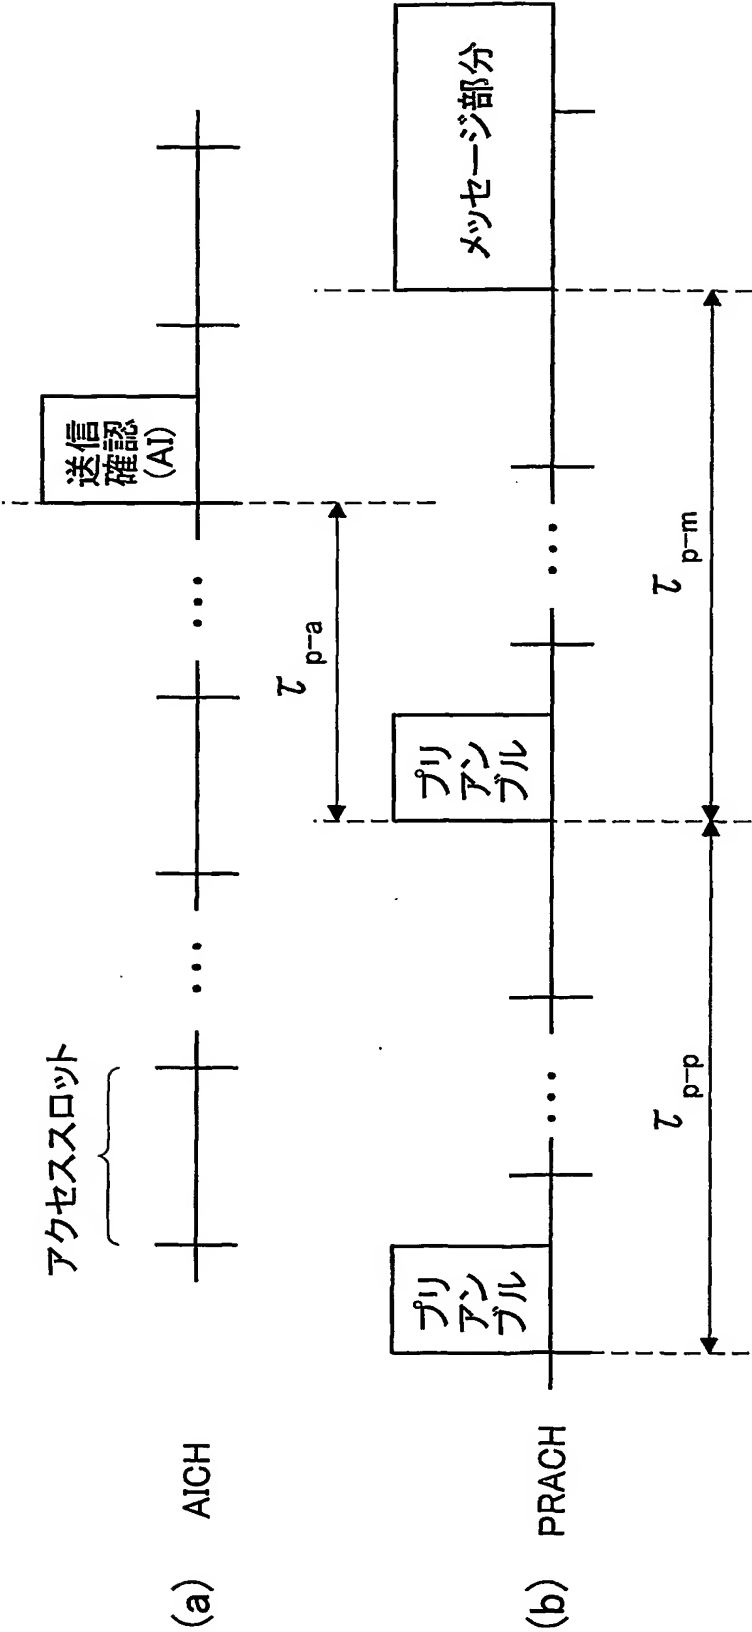 (a) AICH
アクセススロット
送信
確認
(AI)
τ p-a
(b) PRACH
プリ
アン
ブル
プリ
アン
ブル
メッセージ部分
τ p-p
τ p-m